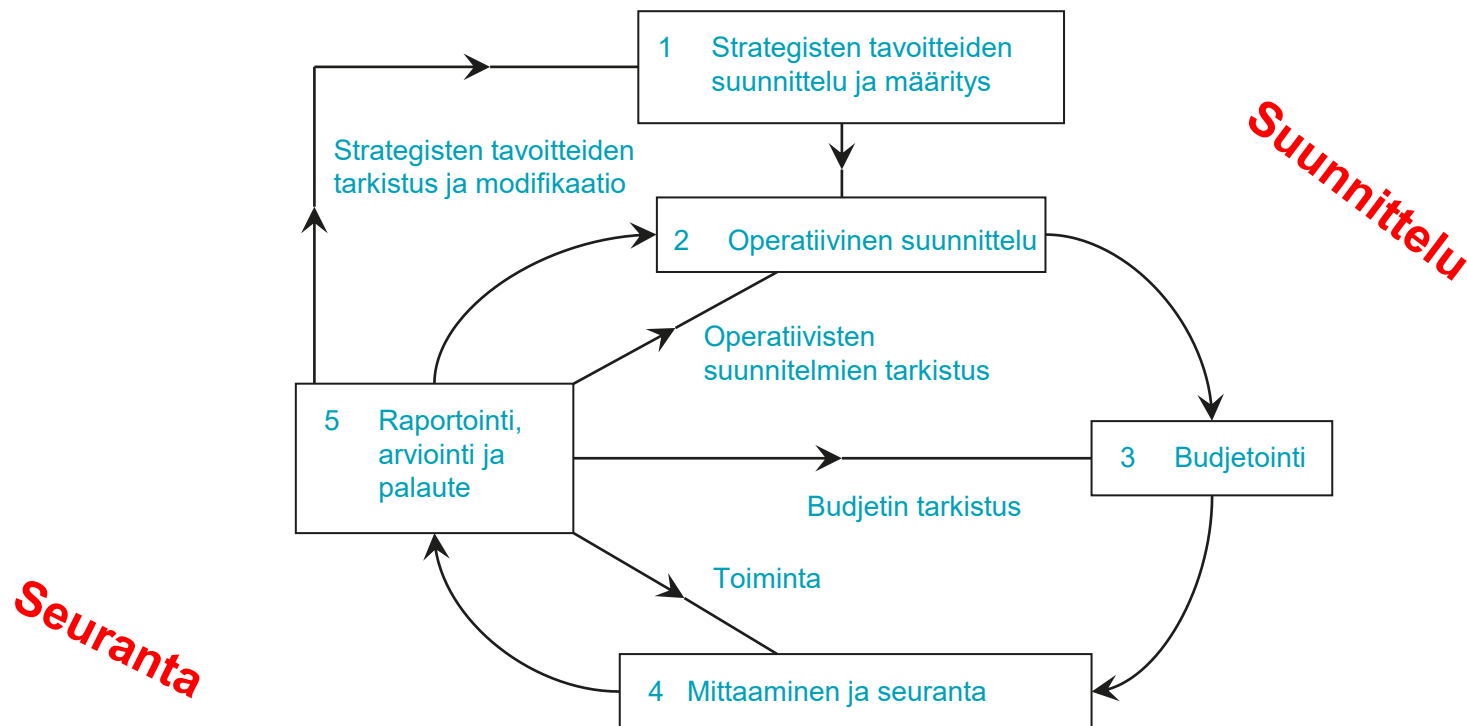 1 Strategisten tavoitteiden
suunnittelu ja määritys
Suunnittelu
Strategisten tavoitteiden
tarkistus ja modifikaatio
2 Operatiivinen suunnittelu
Operatiivisten
suunnitelmien tarkistus
5 Raportointi,
arviointi ja
palaute
3 Budjetointi
Budjetin tarkistus
Toiminta
Seuranta
4 Mittaaminen ja seuranta